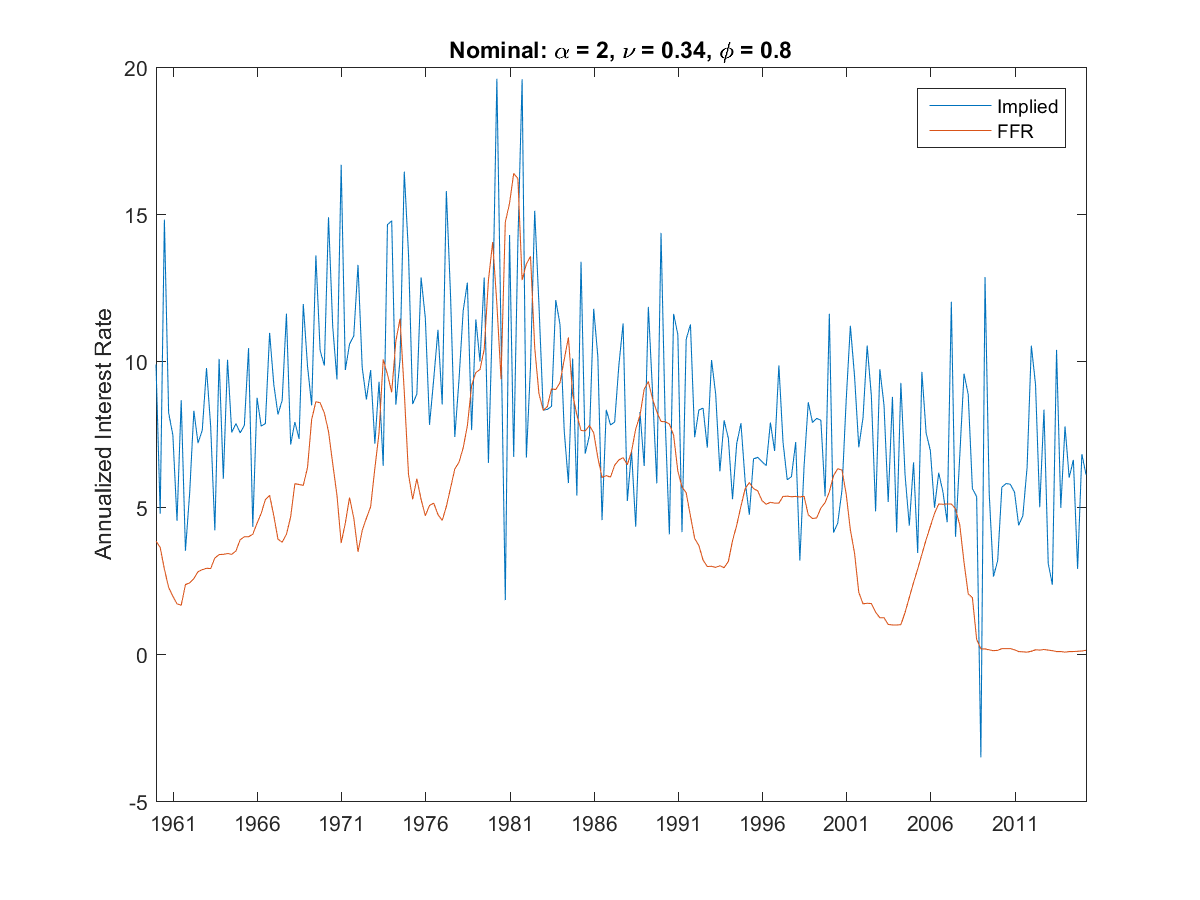 Nominal: α = 2, ν = 0.34, ϕ = 0.8
20
15
10
5
0
-5
Annualized Interest Rate
Implied
FFR
1961 1966 1971 1976 1981 1986 1991 1996 2001 2006 2011